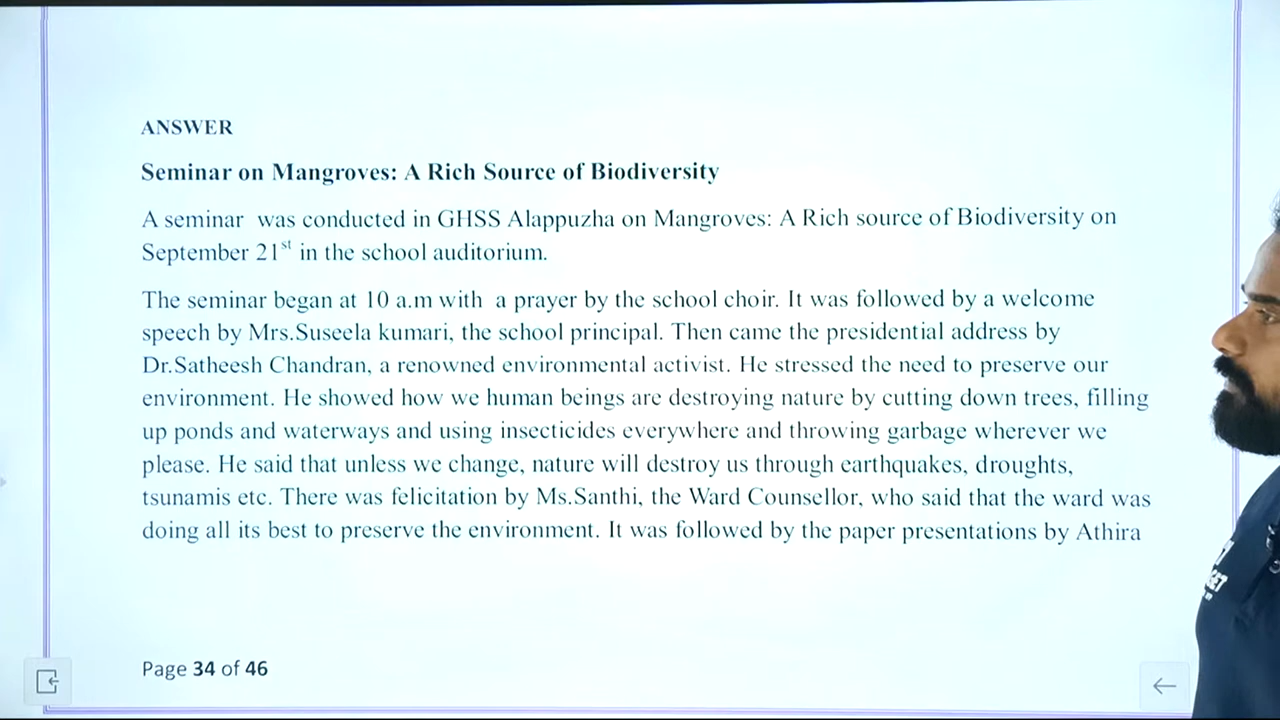 ANSWER
Seminar on Mangroves: A Rich Source of Biodiversity
A seminar was conducted in GHSS Alappuzha on Mangroves: A Rich source of Biodiversity on
September 21st in the school auditorium.
The seminar began at 10 a.m with a prayer by the school choir. It was followed by a welcome
speech by Mrs.Suseela kumari, the school principal. Then came the presidential address by
Dr.Satheesh Chandran, a renowned environmental activist. He stressed the need to preserve our
environment. He showed how we human beings are destroying nature by cutting down trees, filling
up ponds and waterways and using insecticides everywhere and throwing garbage wherever we
please. He said that unless we change, nature will destroy us through earthquakes, droughts,
tsunamis etc. There was felicitation by Ms.Santhi, the Ward Counsellor, who said that the ward was
doing all its best to preserve the environment. It was followed by the paper presentations by Athira
Page 34 of 46